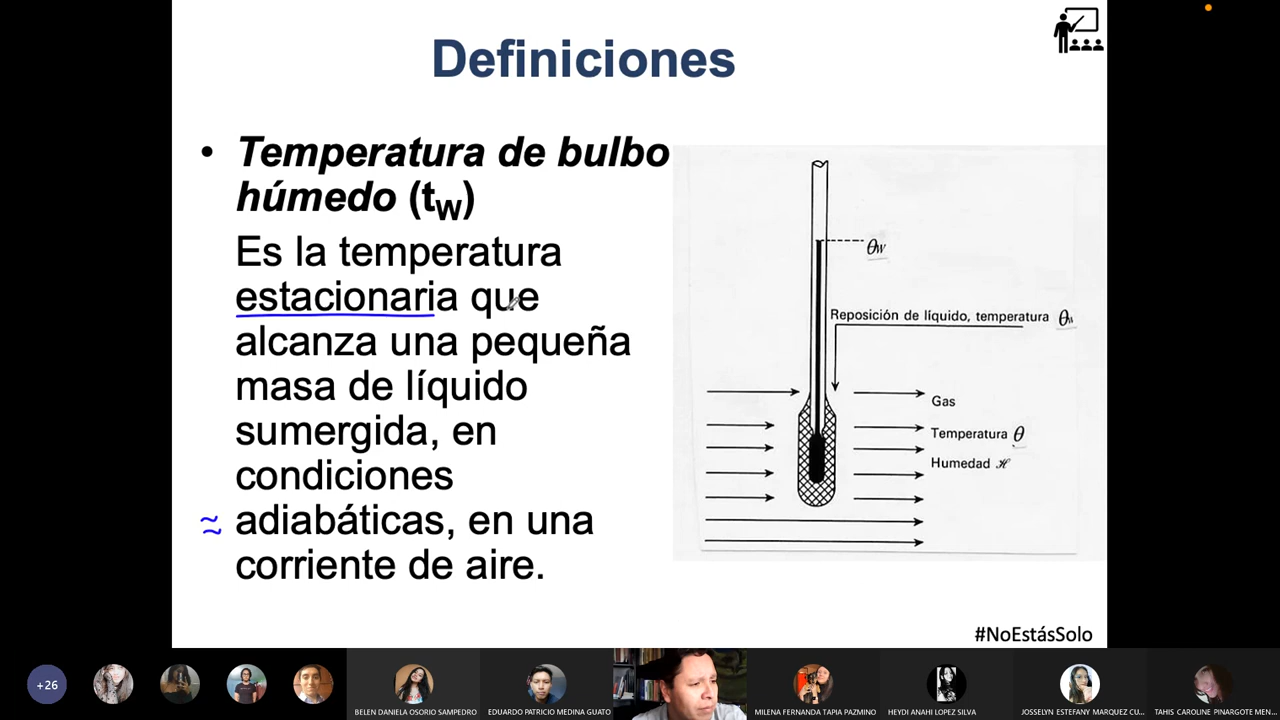 Definiciones
• Temperatura de bulbo
húmedo (tw)
Es la temperatura
estacionaria que
alcanza una pequeña
masa de líquido
sumergida, en
condiciones
≈ adiabáticas, en una
corriente de aire.
θw
Reposición de líquido, temperatura θ
Gas
Temperatura θ
Humedad ℋ
#NoEstásSolo
+26
BELEN DANIELA OSORIO SAMPEDRO
EDUARDO PATRICIO MEDINA GUATO
MILENA FERNANDA TAPIA PAZMINO
HEYDI ANAHI LOPEZ SILVA
JOSSELYN ESTEFANY MARQUEZ CU...
TAHIS CAROLINE PINARGOTE MEN...